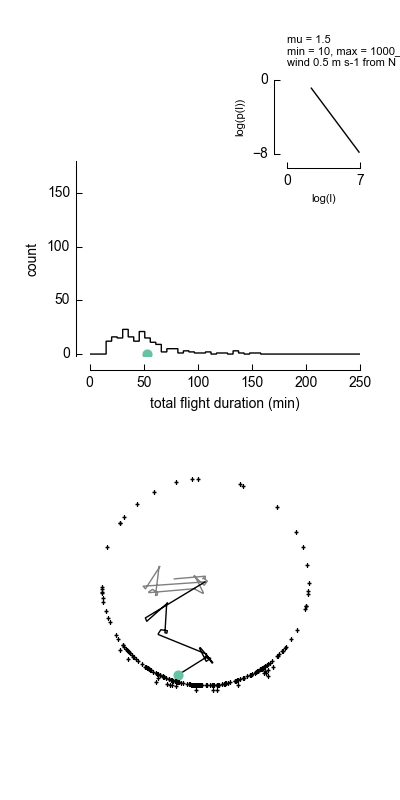 mu = 1.5
min = 10, max = 1000_
wind 0.5 m s-1 from N
0
−8
log(p(l))
0 7
log(l)
150
100
50
0
count
0 50 100 150 200 250
total flight duration (min)